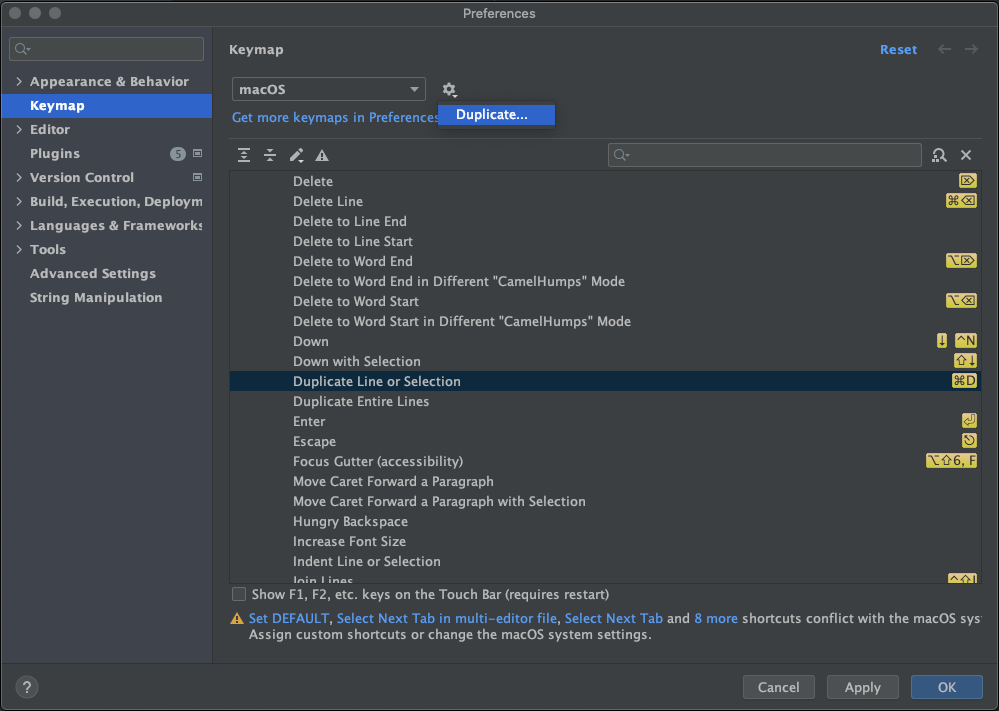 Preferences
Keymap
Reset
Appearance & Behavior
Keymap
Editor
Plugins 5
Version Control
Build, Execution, Deploym
Languages & Frameworks
Tools
Advanced Settings
String Manipulation
macOS
Duplicate...
Get more keymaps in Preferences
Delete ⌦
Delete Line ⌘⌫
Delete to Line End
Delete to Line Start
Delete to Word End ⌥⌦
Delete to Word End in Different "CamelHumps" Mode
Delete to Word Start ⌥⌫
Delete to Word Start in Different "CamelHumps" Mode
Down ↓ ^N
Down with Selection ⇧↓
Duplicate Line or Selection ⌘D
Duplicate Entire Lines
Enter ⏎
Escape ⎋
Focus Gutter (accessibility) ⌥⇧6, F
Move Caret Forward a Paragraph
Move Caret Forward a Paragraph with Selection
Hungry Backspace
Increase Font Size
Indent Line or Selection
Join Lines ^⇧J
Show F1, F2, etc. keys on the Touch Bar (requires restart)
Set DEFAULT, Select Next Tab in multi-editor file, Select Next Tab and 8 more shortcuts conflict with the macOS sys
Assign custom shortcuts or change the macOS system settings.
?
Cancel
Apply
OK